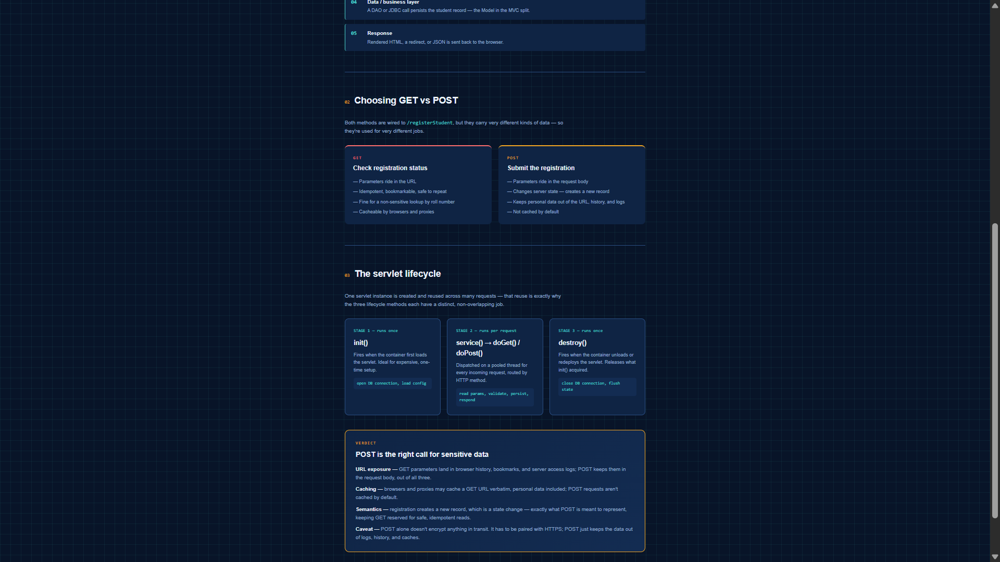 04 Data / business layer
A DAO or JDBC call persists the student record — the Model in the MVC split.
05 Response
Rendered HTML, a redirect, or JSON is sent back to the browser.
02 Choosing GET vs POST
Both methods are wired to /registerStudent, but they carry very different kinds of data — so
they're used for very different jobs.
GET
Check registration status
— Parameters ride in the URL
— Idempotent, bookmarkable, safe to repeat
— Fine for a non-sensitive lookup by roll number
— Cacheable by browsers and proxies
POST
Submit the registration
— Parameters ride in the request body
— Changes server state — creates a new record
— Keeps personal data out of the URL, history, and logs
— Not cached by default
03 The servlet lifecycle
One servlet instance is created and reused across many requests — that reuse is exactly why
the three lifecycle methods each have a distinct, non-overlapping job.
STAGE 1 — runs once
init()
Fires when the container first loads
the servlet. Ideal for expensive, one-
time setup.
open DB connection, load config
STAGE 2 — runs per request
service() → doGet() /
doPost()
Dispatched on a pooled thread for
every incoming request, routed by
HTTP method.
read params, validate, persist,
respond
STAGE 3 — runs once
destroy()
Fires when the container unloads or
redeploys the servlet. Releases what
init() acquired.
close DB connection, flush
state
VERDICT
POST is the right call for sensitive data
URL exposure — GET parameters land in browser history, bookmarks, and server access logs; POST keeps them in
the request body, out of all three.
Caching — browsers and proxies may cache a GET URL verbatim, personal data included; POST requests aren't
cached by default.
Semantics — registration creates a new record, which is a state change — exactly what POST is meant to represent,
keeping GET reserved for safe, idempotent reads.
Caveat — POST alone doesn't encrypt anything in transit. It has to be paired with HTTPS; POST just keeps the data out
of logs, history, and caches.